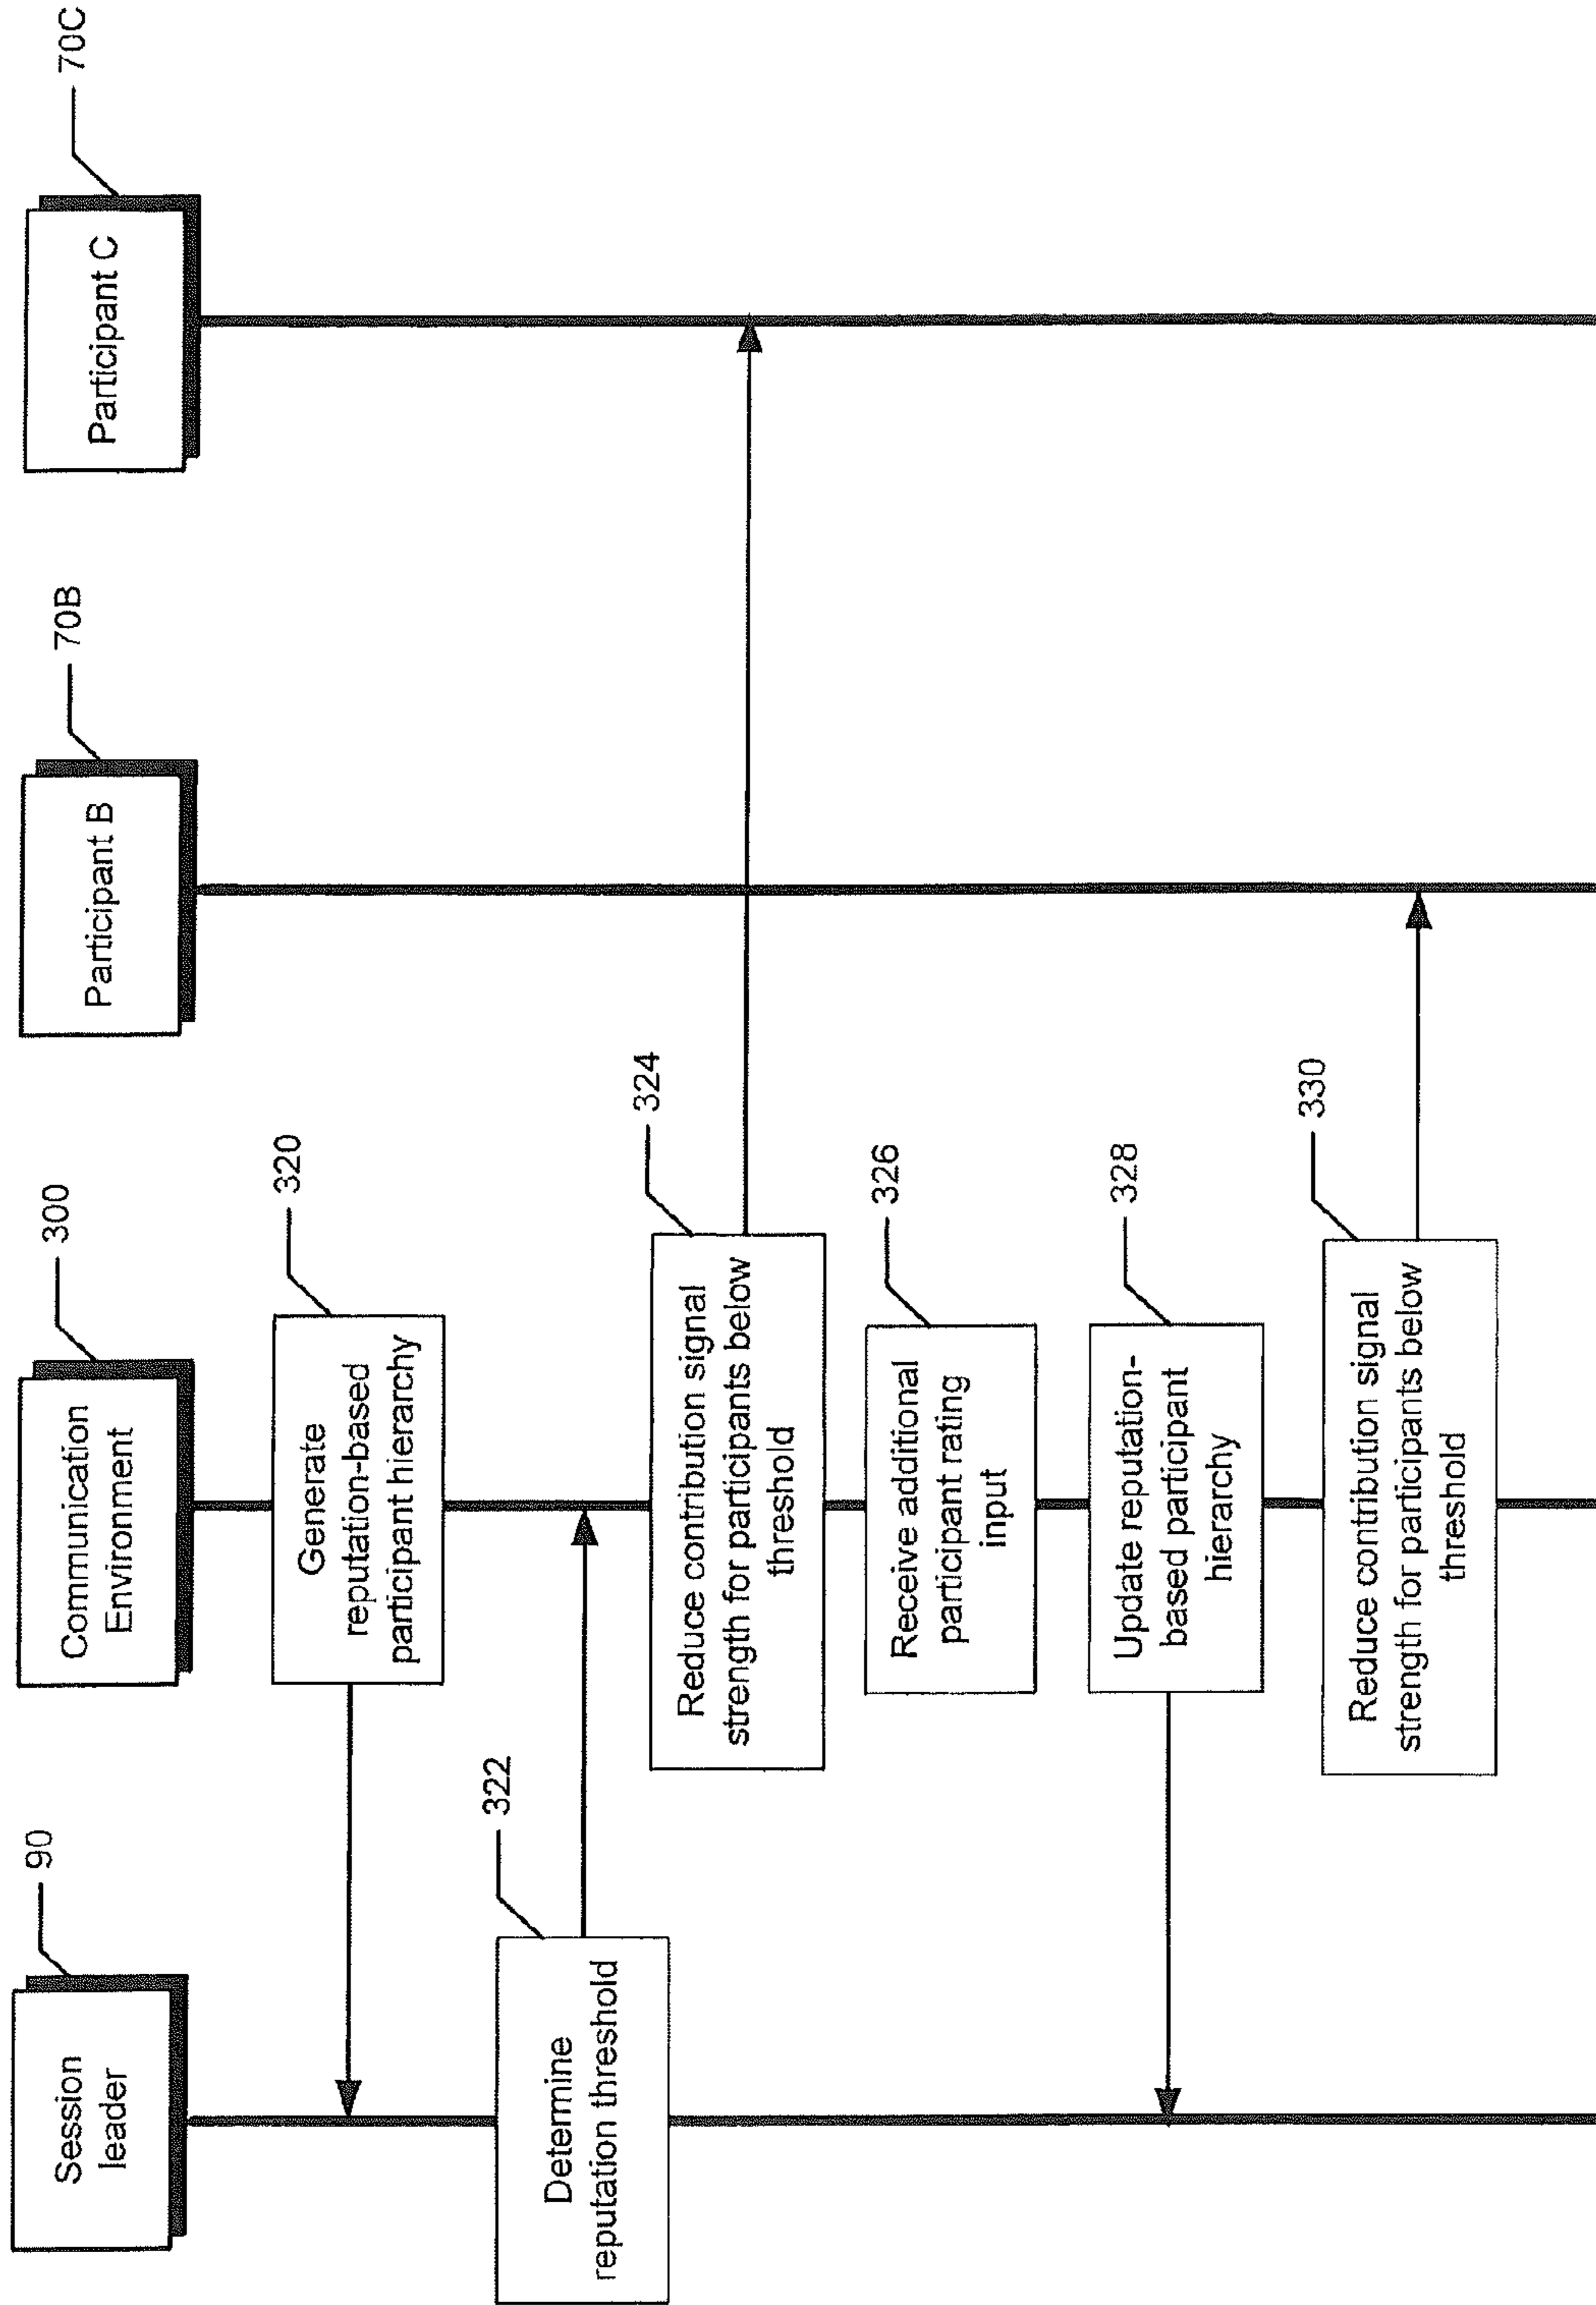 Session
leader
90
Communication
Environment
300
Participant B
70B
Participant C
70C
Generate
reputation-based
participant hierarchy
320
Determine
reputation threshold
322
Reduce contribution signal
strength for participants below
threshold
324
Receive additional
participant rating
input
326
Update reputation-
based participant
hierarchy
328
Reduce contribution signal
strength for participants below
threshold
330